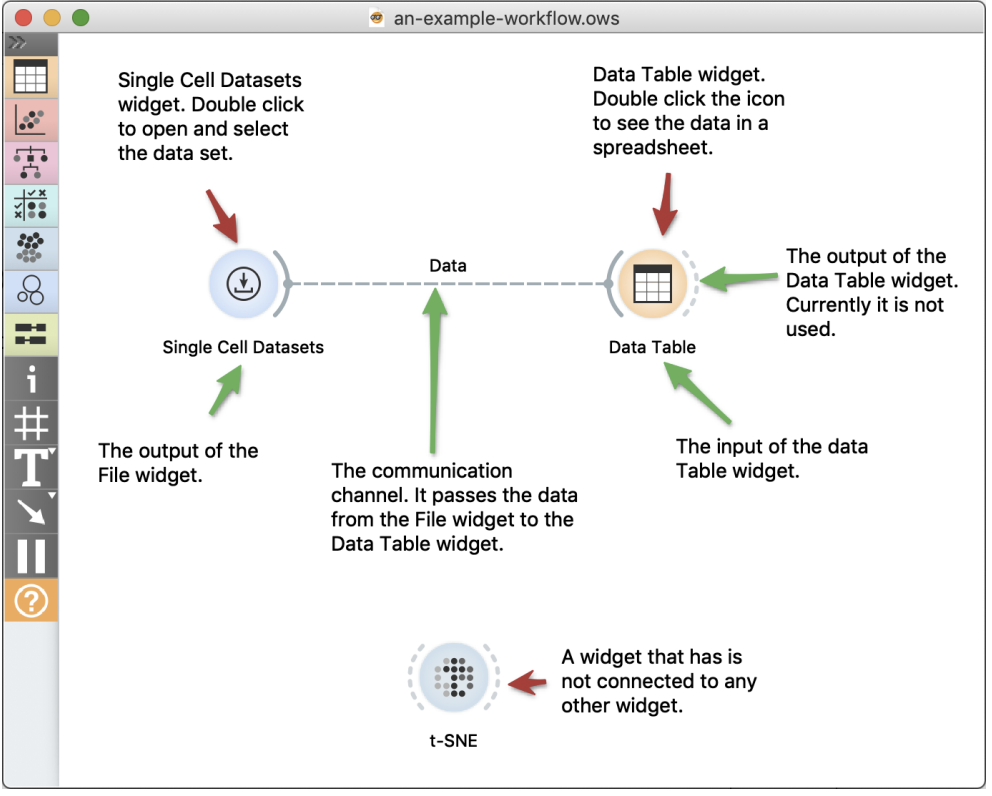 an-example-workflow.ows
Single Cell Datasets
widget. Double click
to open and select
the data set.
Data Table widget.
Double click the icon
to see the data in a
spreadsheet.
The output of the
Data Table widget.
Currently it is not
used.
Data
Single Cell Datasets
Data Table
The output of the
File widget.
The communication
channel. It passes the data
from the File widget to the
Data Table widget.
The input of the data
Table widget.
A widget that has is
not connected to any
other widget.
t-SNE
i
T
?